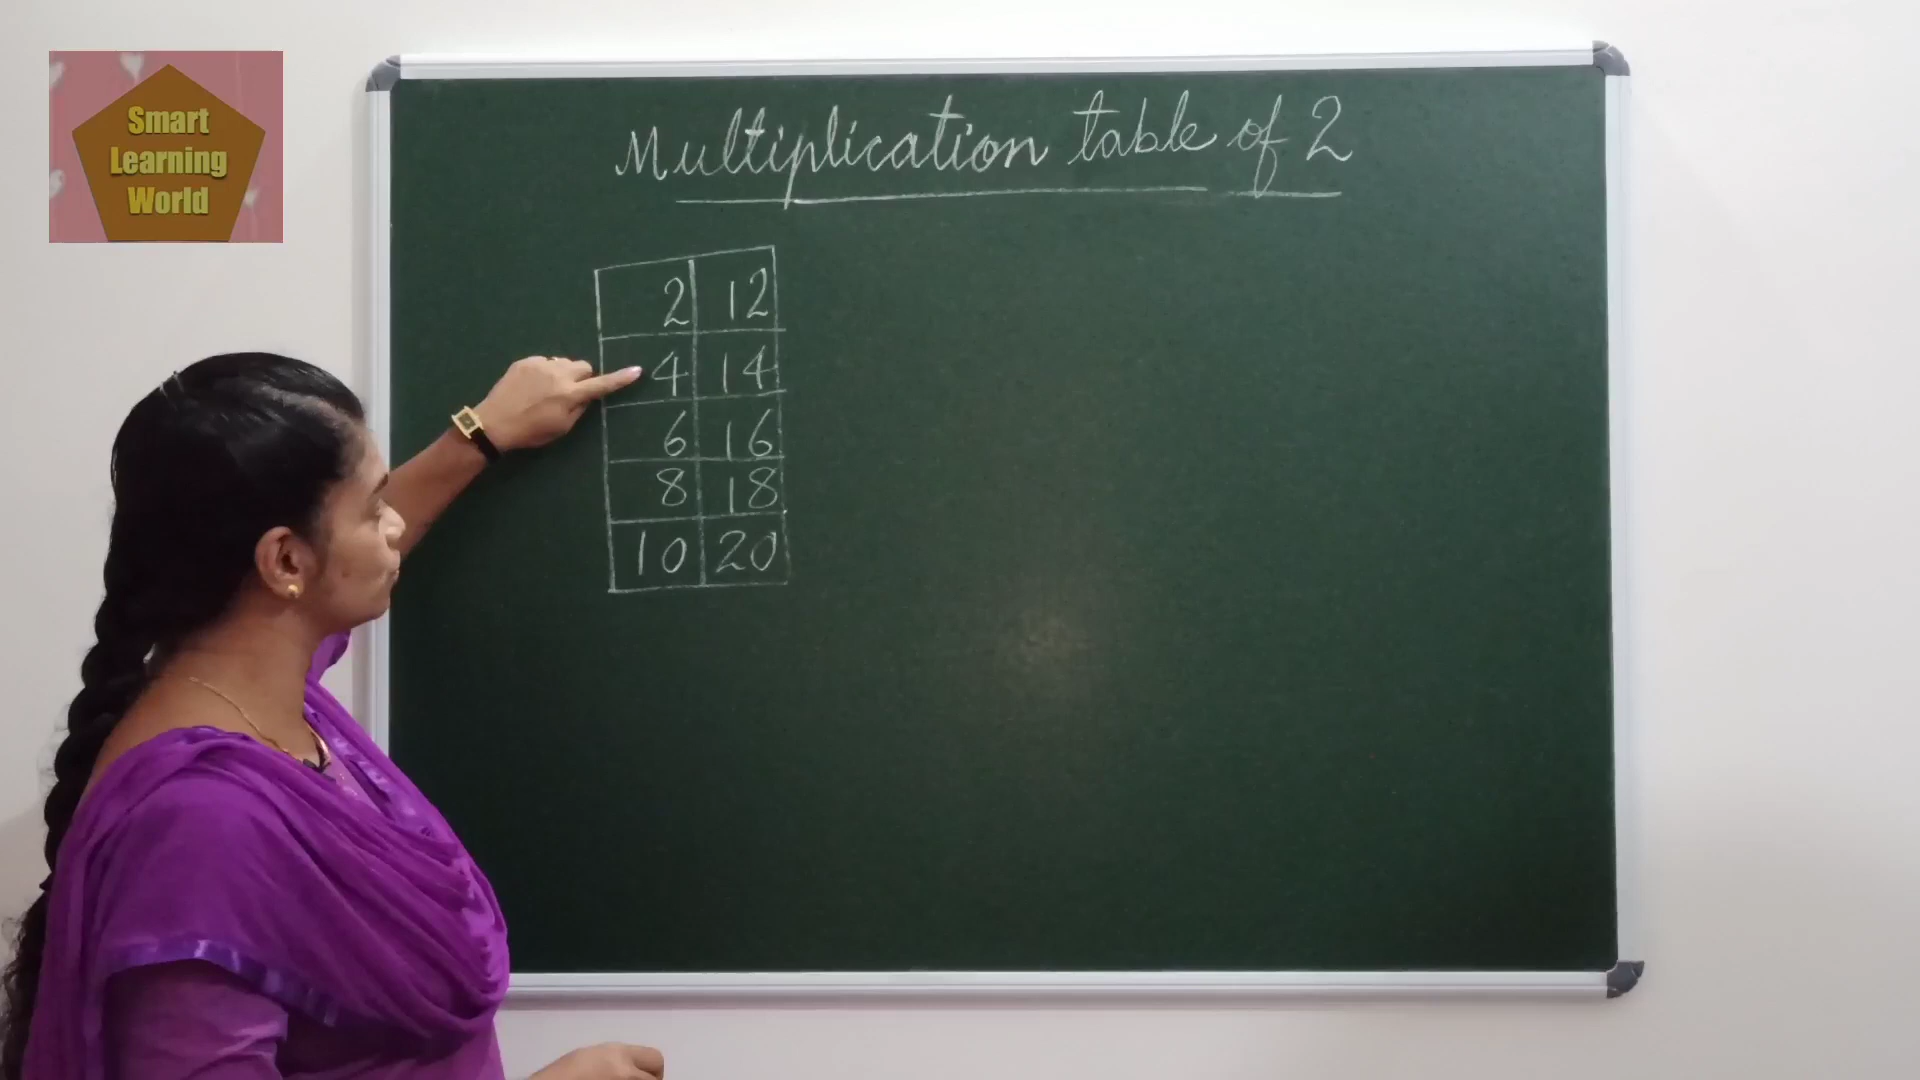 Smart
Learning
World
Multiplication table of 2
2 12
4 14
6 16
8 18
10 20